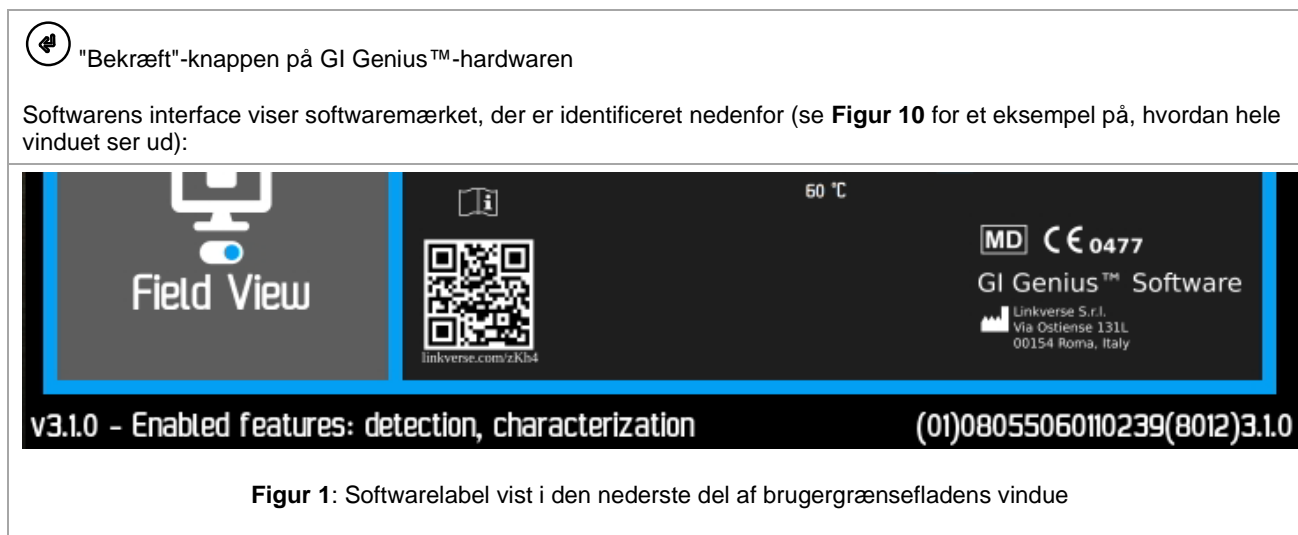 "Bekræft"-knappen på GI Genius™-hardwaren
Softwarens interface viser softwaremærket, der er identificeret nedenfor (se Figur 10 for et eksempel på, hvordan hele
vinduet ser ud):
60 °C
i
MD CE 0477
Field View
GI Genius™ Software
Linkverse S.r.l.
Via Ostiense 131L
00154 Roma, Italy
linkverse.com/zKh4
v3.1.0 - Enabled features: detection, characterization
(01)08055060110239(8012)3.1.0
Figur 1: Softwarelabel vist i den nederste del af brugergrænsefladens vindue